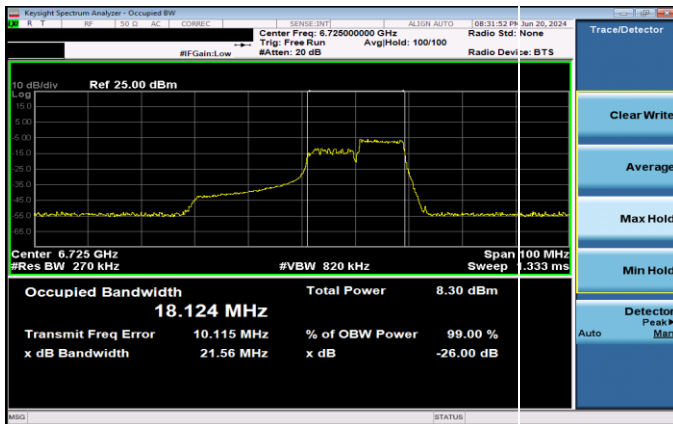 Keysight Spectrum Analyzer - Occupied BW
R T RF 50 Ω AC CORREC SENSE:INT ALIGN AUTO 08:31:52 PM Jun 20, 2024
Center Freq: 6.725000000 GHz Radio Std: None
Trig: Free Run Avg|Hold: 100/100
#IFGain:Low #Atten: 20 dB Radio Device: BTS
Trace/Detector
10 dB/div Ref 25.00 dBm
Log
15.0
5.00
-5.00
-15.0
-25.0
-35.0
-45.0
-55.0
-65.0
Center 6.725 GHz Span 100 MHz
#Res BW 270 kHz #VBW 820 kHz Sweep 1.333 ms
Occupied Bandwidth Total Power 8.30 dBm
18.124 MHz
Transmit Freq Error 10.115 MHz % of OBW Power 99.00 %
x dB Bandwidth 21.56 MHz x dB -26.00 dB
Clear Write
Average
Max Hold
Min Hold
Detector
Peak▶
Auto Man
MSG STATUS